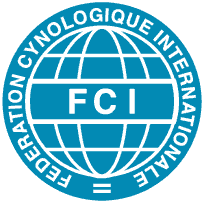 FEDERATION CYNOLOGIQUE INTERNATIONALE
FCI